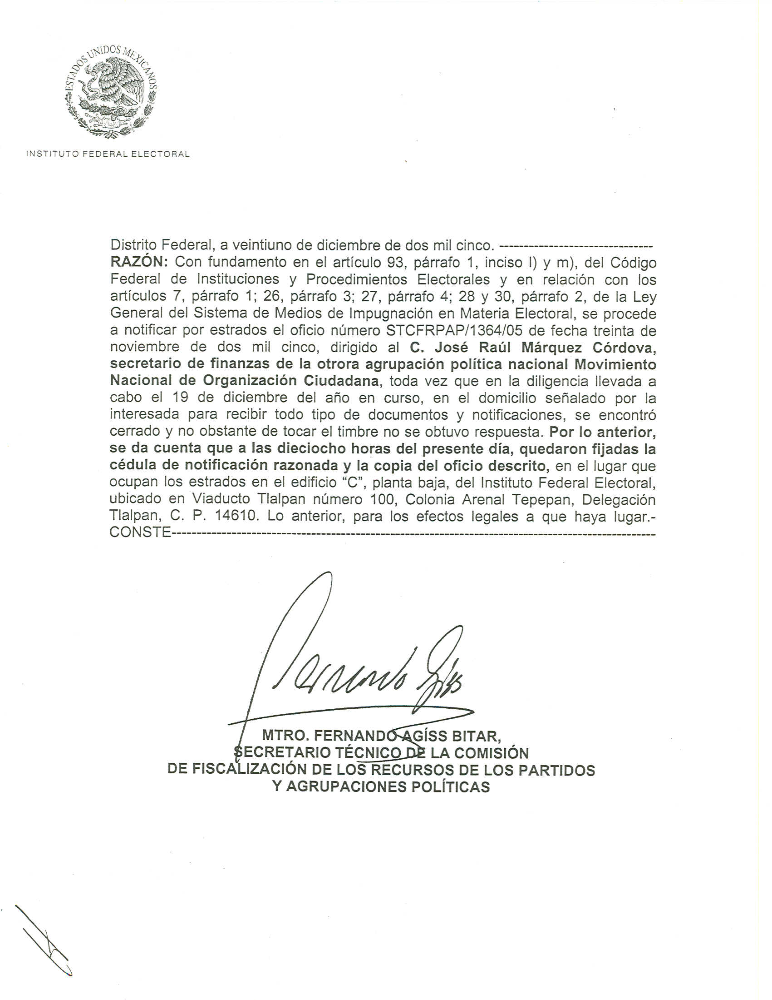 ESTADOS UNIDOS MEXICANOS
INSTITUTO FEDERAL ELECTORAL
Distrito Federal, a veintiuno de diciembre de dos mil cinco. -------------------------------
RAZÓN: Con fundamento en el artículo 93, párrafo 1, inciso l) y m), del Código
Federal de Instituciones y Procedimientos Electorales y en relación con los
artículos 7, párrafo 1; 26, párrafo 3; 27, párrafo 4; 28 y 30, párrafo 2, de la Ley
General del Sistema de Medios de Impugnación en Materia Electoral, se procede
a notificar por estrados el oficio número STCFRPAP/1364/05 de fecha treinta de
noviembre de dos mil cinco, dirigido al C. José Raúl Márquez Córdova,
secretario de finanzas de la otrora agrupación política nacional Movimiento
Nacional de Organización Ciudadana, toda vez que en la diligencia llevada a
cabo el 19 de diciembre del año en curso, en el domicilio señalado por la
interesada para recibir todo tipo de documentos y notificaciones, se encontró
cerrado y no obstante de tocar el timbre no se obtuvo respuesta. Por lo anterior,
se da cuenta que a las dieciocho horas del presente día, quedaron fijadas la
cédula de notificación razonada y la copia del oficio descrito, en el lugar que
ocupan los estrados en el edificio “C”, planta baja, del Instituto Federal Electoral,
ubicado en Viaducto Tlalpan número 100, Colonia Arenal Tepepan, Delegación
Tlalpan, C. P. 14610. Lo anterior, para los efectos legales a que haya lugar.-
CONSTE--------------------------------------------------------------------------------------------------
Fernando Agíss
MTRO. FERNANDO AGÍSS BITAR,
SECRETARIO TÉCNICO DE LA COMISIÓN
DE FISCALIZACIÓN DE LOS RECURSOS DE LOS PARTIDOS
Y AGRUPACIONES POLÍTICAS